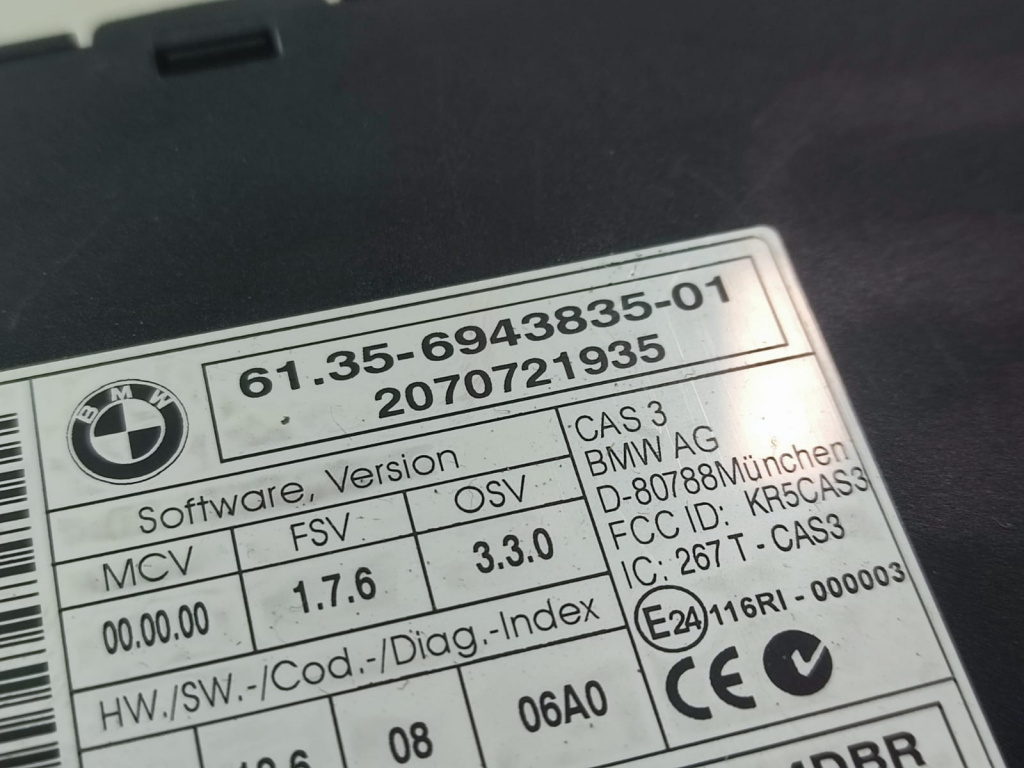 BMW
61.35-6943835-01
2070721935
Software, Version
MCV FSV OSV
00.00.00 1.7.6 3.3.0
CAS 3
BMW AG
D-80788München
FCC ID: KR5CAS3
IC: 267 T - CAS3
E24 116RI - 000003
CE
HW./SW.-/Cod.-/Diag.-Index
08 06A0